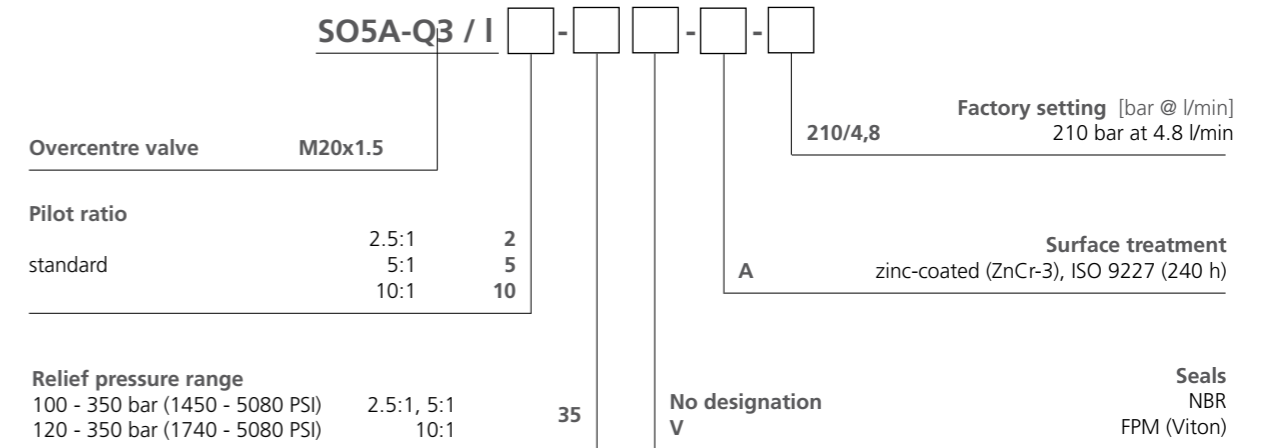 SO5A-Q3 / I - - -
Factory setting [bar @ l/min]
210/4,8 210 bar at 4.8 l/min
Overcentre valve M20x1.5
Pilot ratio
2.5:1 2
standard 5:1 5
10:1 10
Surface treatment
A zinc-coated (ZnCr-3), ISO 9227 (240 h)
Relief pressure range
100 - 350 bar (1450 - 5080 PSI) 2.5:1, 5:1
120 - 350 bar (1740 - 5080 PSI) 10:1
35
Seals
No designation NBR
V FPM (Viton)